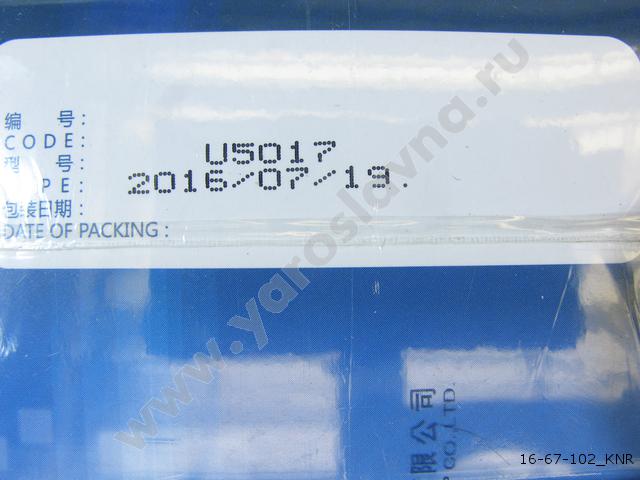 编 号：
CODE：
U5017
型 号：
PE：
2016/07/19.
包装日期：
DATE OF PACKING：
限公司
CO.,LTD.
www.yaroslavna.ru
16-67-102_KNR